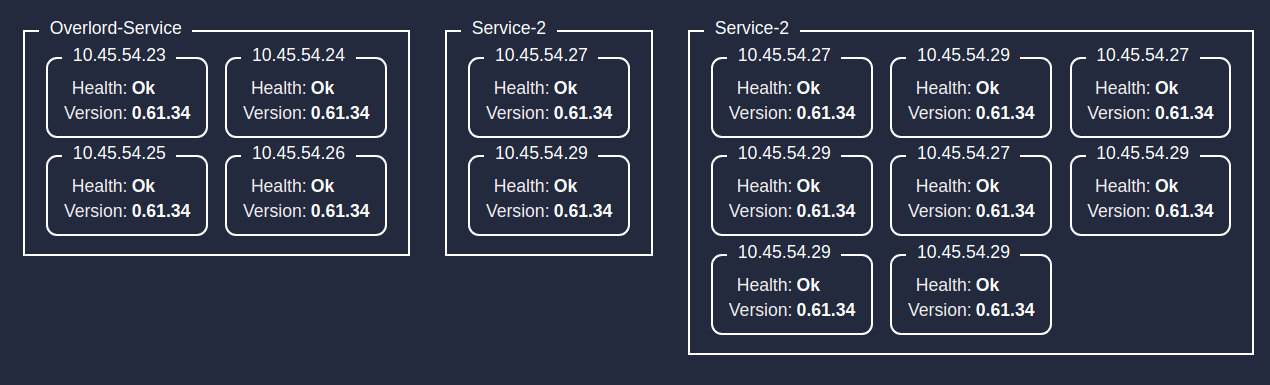 Overlord-Service
10.45.54.23
Health: Ok
Version: 0.61.34
10.45.54.24
Health: Ok
Version: 0.61.34
10.45.54.25
Health: Ok
Version: 0.61.34
10.45.54.26
Health: Ok
Version: 0.61.34
Service-2
10.45.54.27
Health: Ok
Version: 0.61.34
10.45.54.29
Health: Ok
Version: 0.61.34
Service-2
10.45.54.27
Health: Ok
Version: 0.61.34
10.45.54.29
Health: Ok
Version: 0.61.34
10.45.54.27
Health: Ok
Version: 0.61.34
10.45.54.29
Health: Ok
Version: 0.61.34
10.45.54.27
Health: Ok
Version: 0.61.34
10.45.54.29
Health: Ok
Version: 0.61.34
10.45.54.29
Health: Ok
Version: 0.61.34
10.45.54.29
Health: Ok
Version: 0.61.34